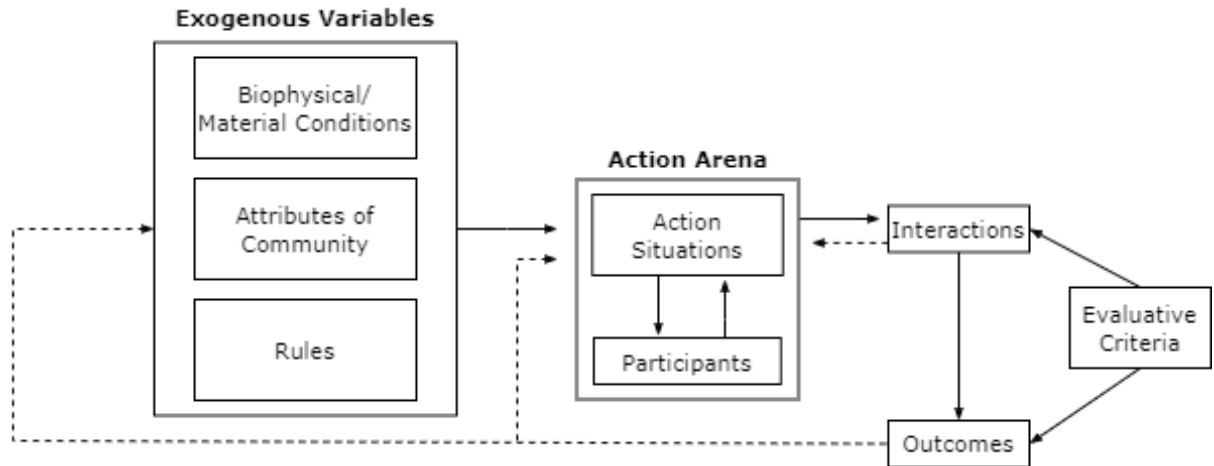 Exogenous Variables
Biophysical/
Material Conditions
Attributes of
Community
Rules
Action Arena
Action
Situations
Participants
Interactions
Evaluative
Criteria
Outcomes